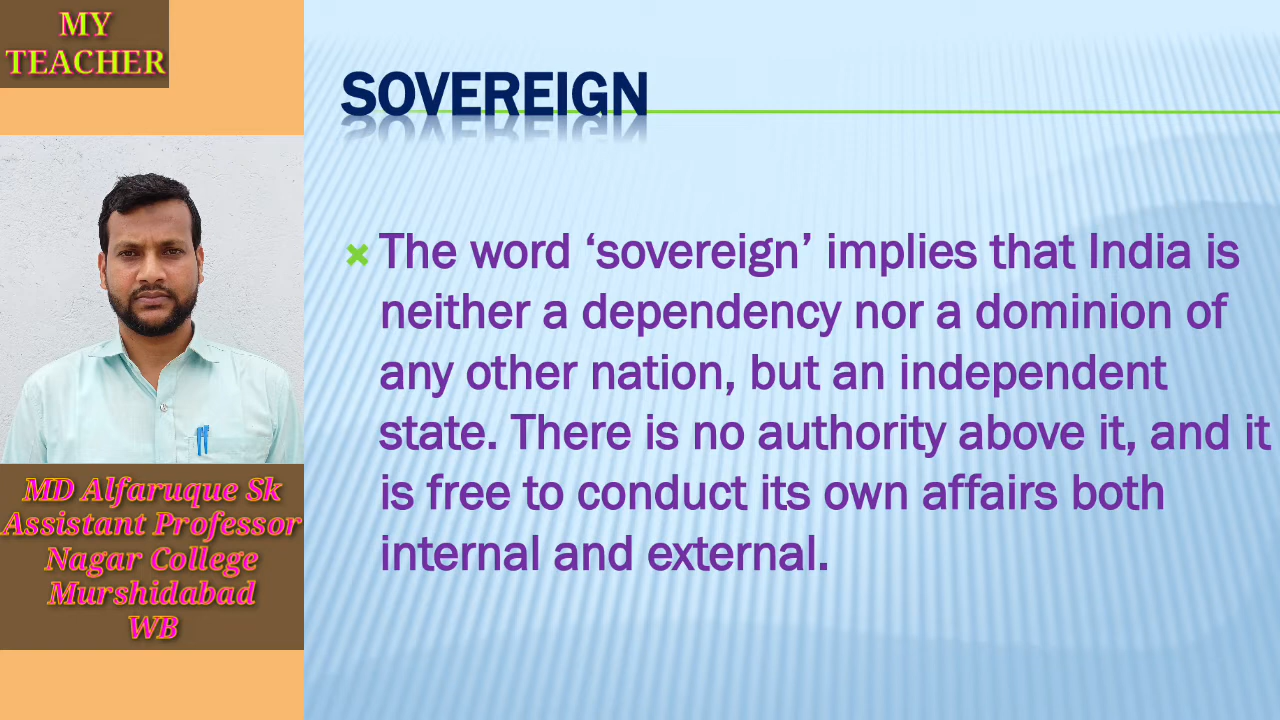 MY
TEACHER
MD Alfaruque Sk
Assistant Professor
Nagar College
Murshidabad
WB
SOVEREIGN
The word ‘sovereign’ implies that India is
neither a dependency nor a dominion of
any other nation, but an independent
state. There is no authority above it, and it
is free to conduct its own affairs both
internal and external.